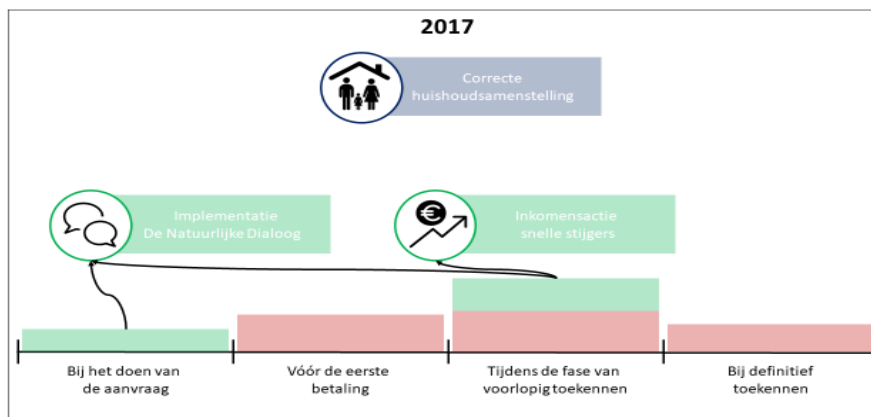 2017
Correcte
huishoudsamenstelling
Implementatie
De Natuurlijke Dialoog
Inkomensactie
snelle stijgers
€
Bij het doen van
de aanvraag
Vóór de eerste
betaling
Tijdens de fase van
voorlopig toekennen
Bij definitief
toekennen